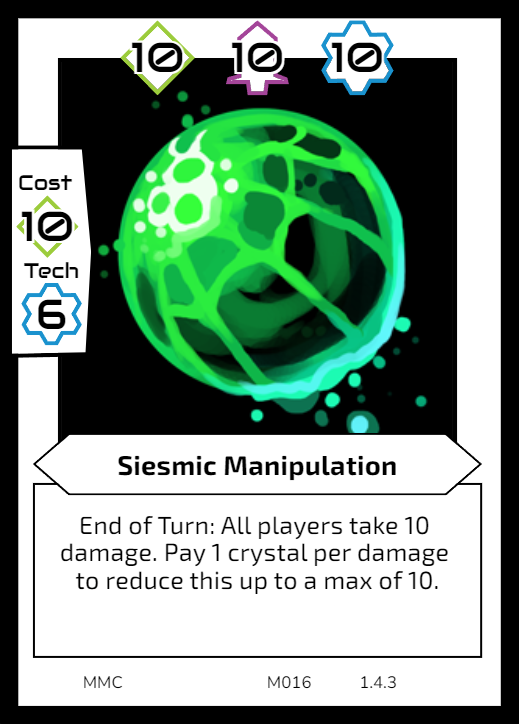 10 10 10
Cost
10
Tech
6
Siesmic Manipulation
End of Turn: All players take 10
damage. Pay 1 crystal per damage
to reduce this up to a max of 10.
MMC M016 1.4.3